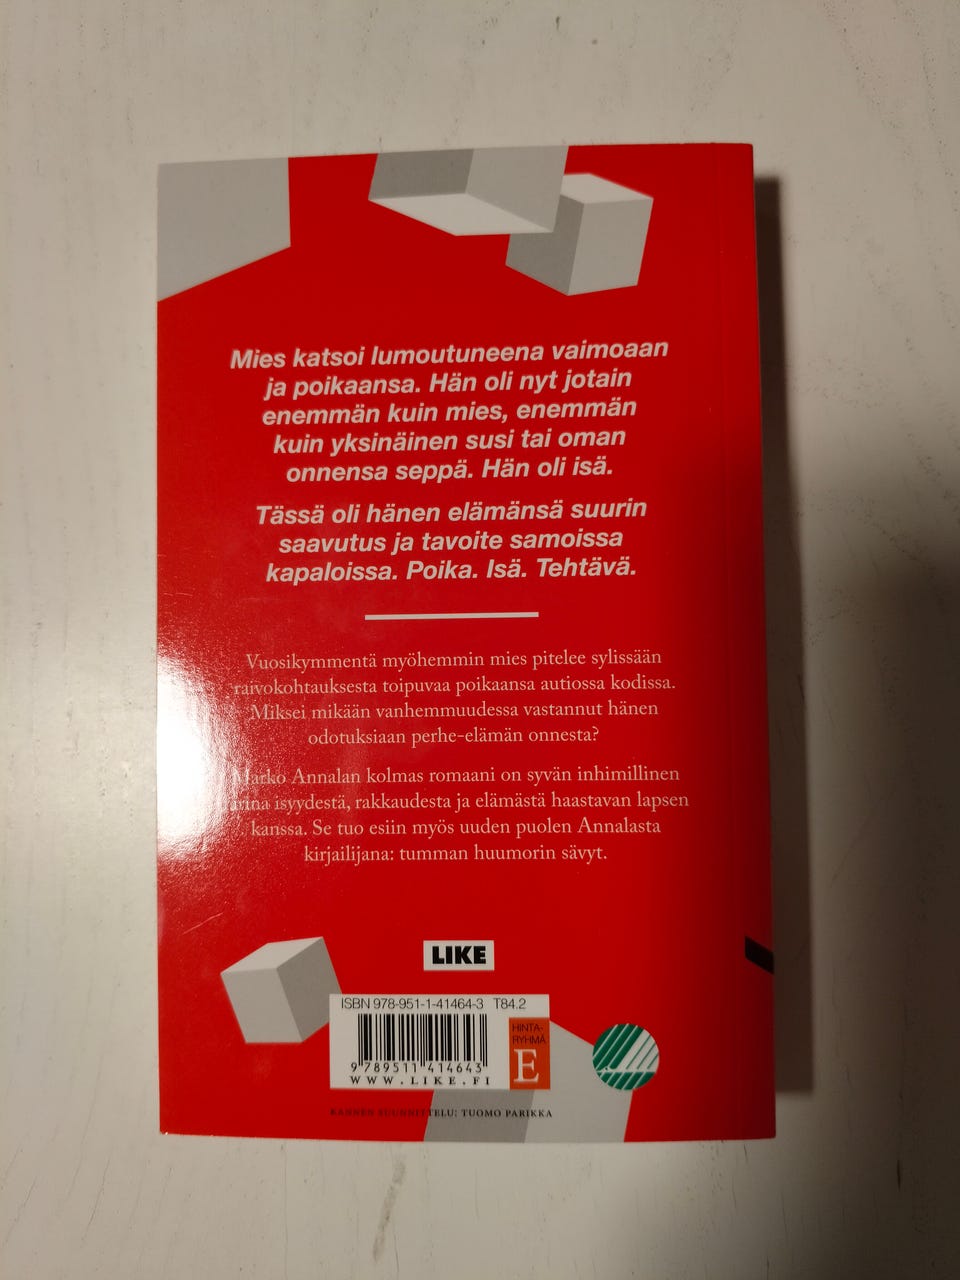 Mies katsoi lumoutuneena vaimoaan
ja poikaansa. Hän oli nyt jotain
enemmän kuin mies, enemmän
kuin yksinäinen susi tai oman
onnensa seppä. Hän oli isä.
Tässä oli hänen elämänsä suurin
saavutus ja tavoite samoissa
kapaloissa. Poika. Isä. Tehtävä.
Vuosikymmentä myöhemmin mies pitelee sylissään
raivokohtauksesta toipuvaa poikaansa autiossa kodissa.
Miksei mikään vanhemmuudessa vastannut hänen
odotuksiaan perhe-elämän onnesta?
Marko Annalan kolmas romaani on syvän inhimillinen
tarina isyydestä, rakkaudesta ja elämästä haastavan lapsen
kanssa. Se tuo esiin myös uuden puolen Annalasta
kirjailijana: tumman huumorin sävyt.
LIKE
ISBN 978-951-1-41464-3 T84.2
HINTA-
RYHMÄ
E
9 789511 414643
WWW.LIKE.FI
KANNEN SUUNNITTELU: TUOMO PARIKKA